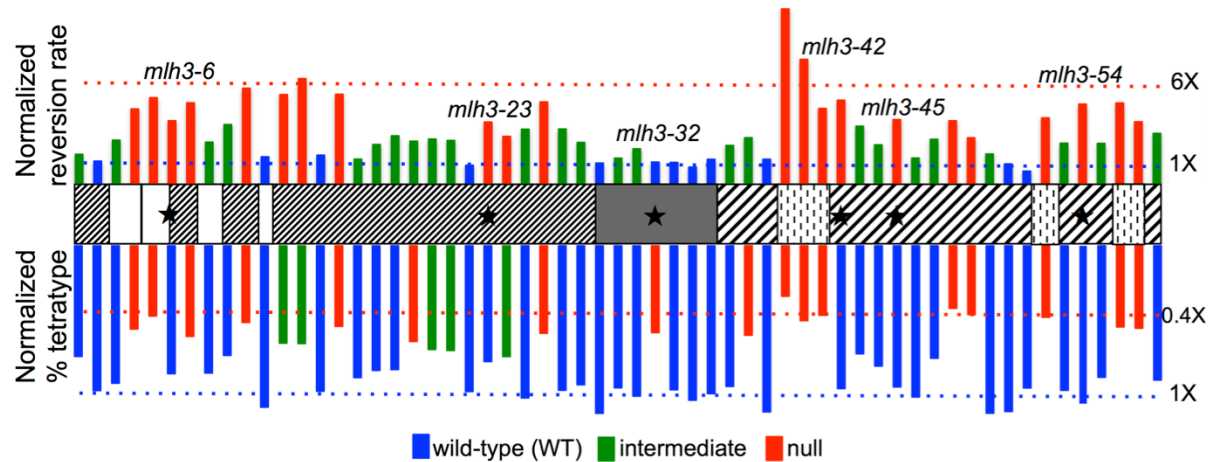 Normalized
reversion rate
mlh3-6
mlh3-23
mlh3-32
mlh3-42
mlh3-45
mlh3-54
6X
1X
Normalized
% tetratype
0.4X
1X
wild-type (WT) intermediate null